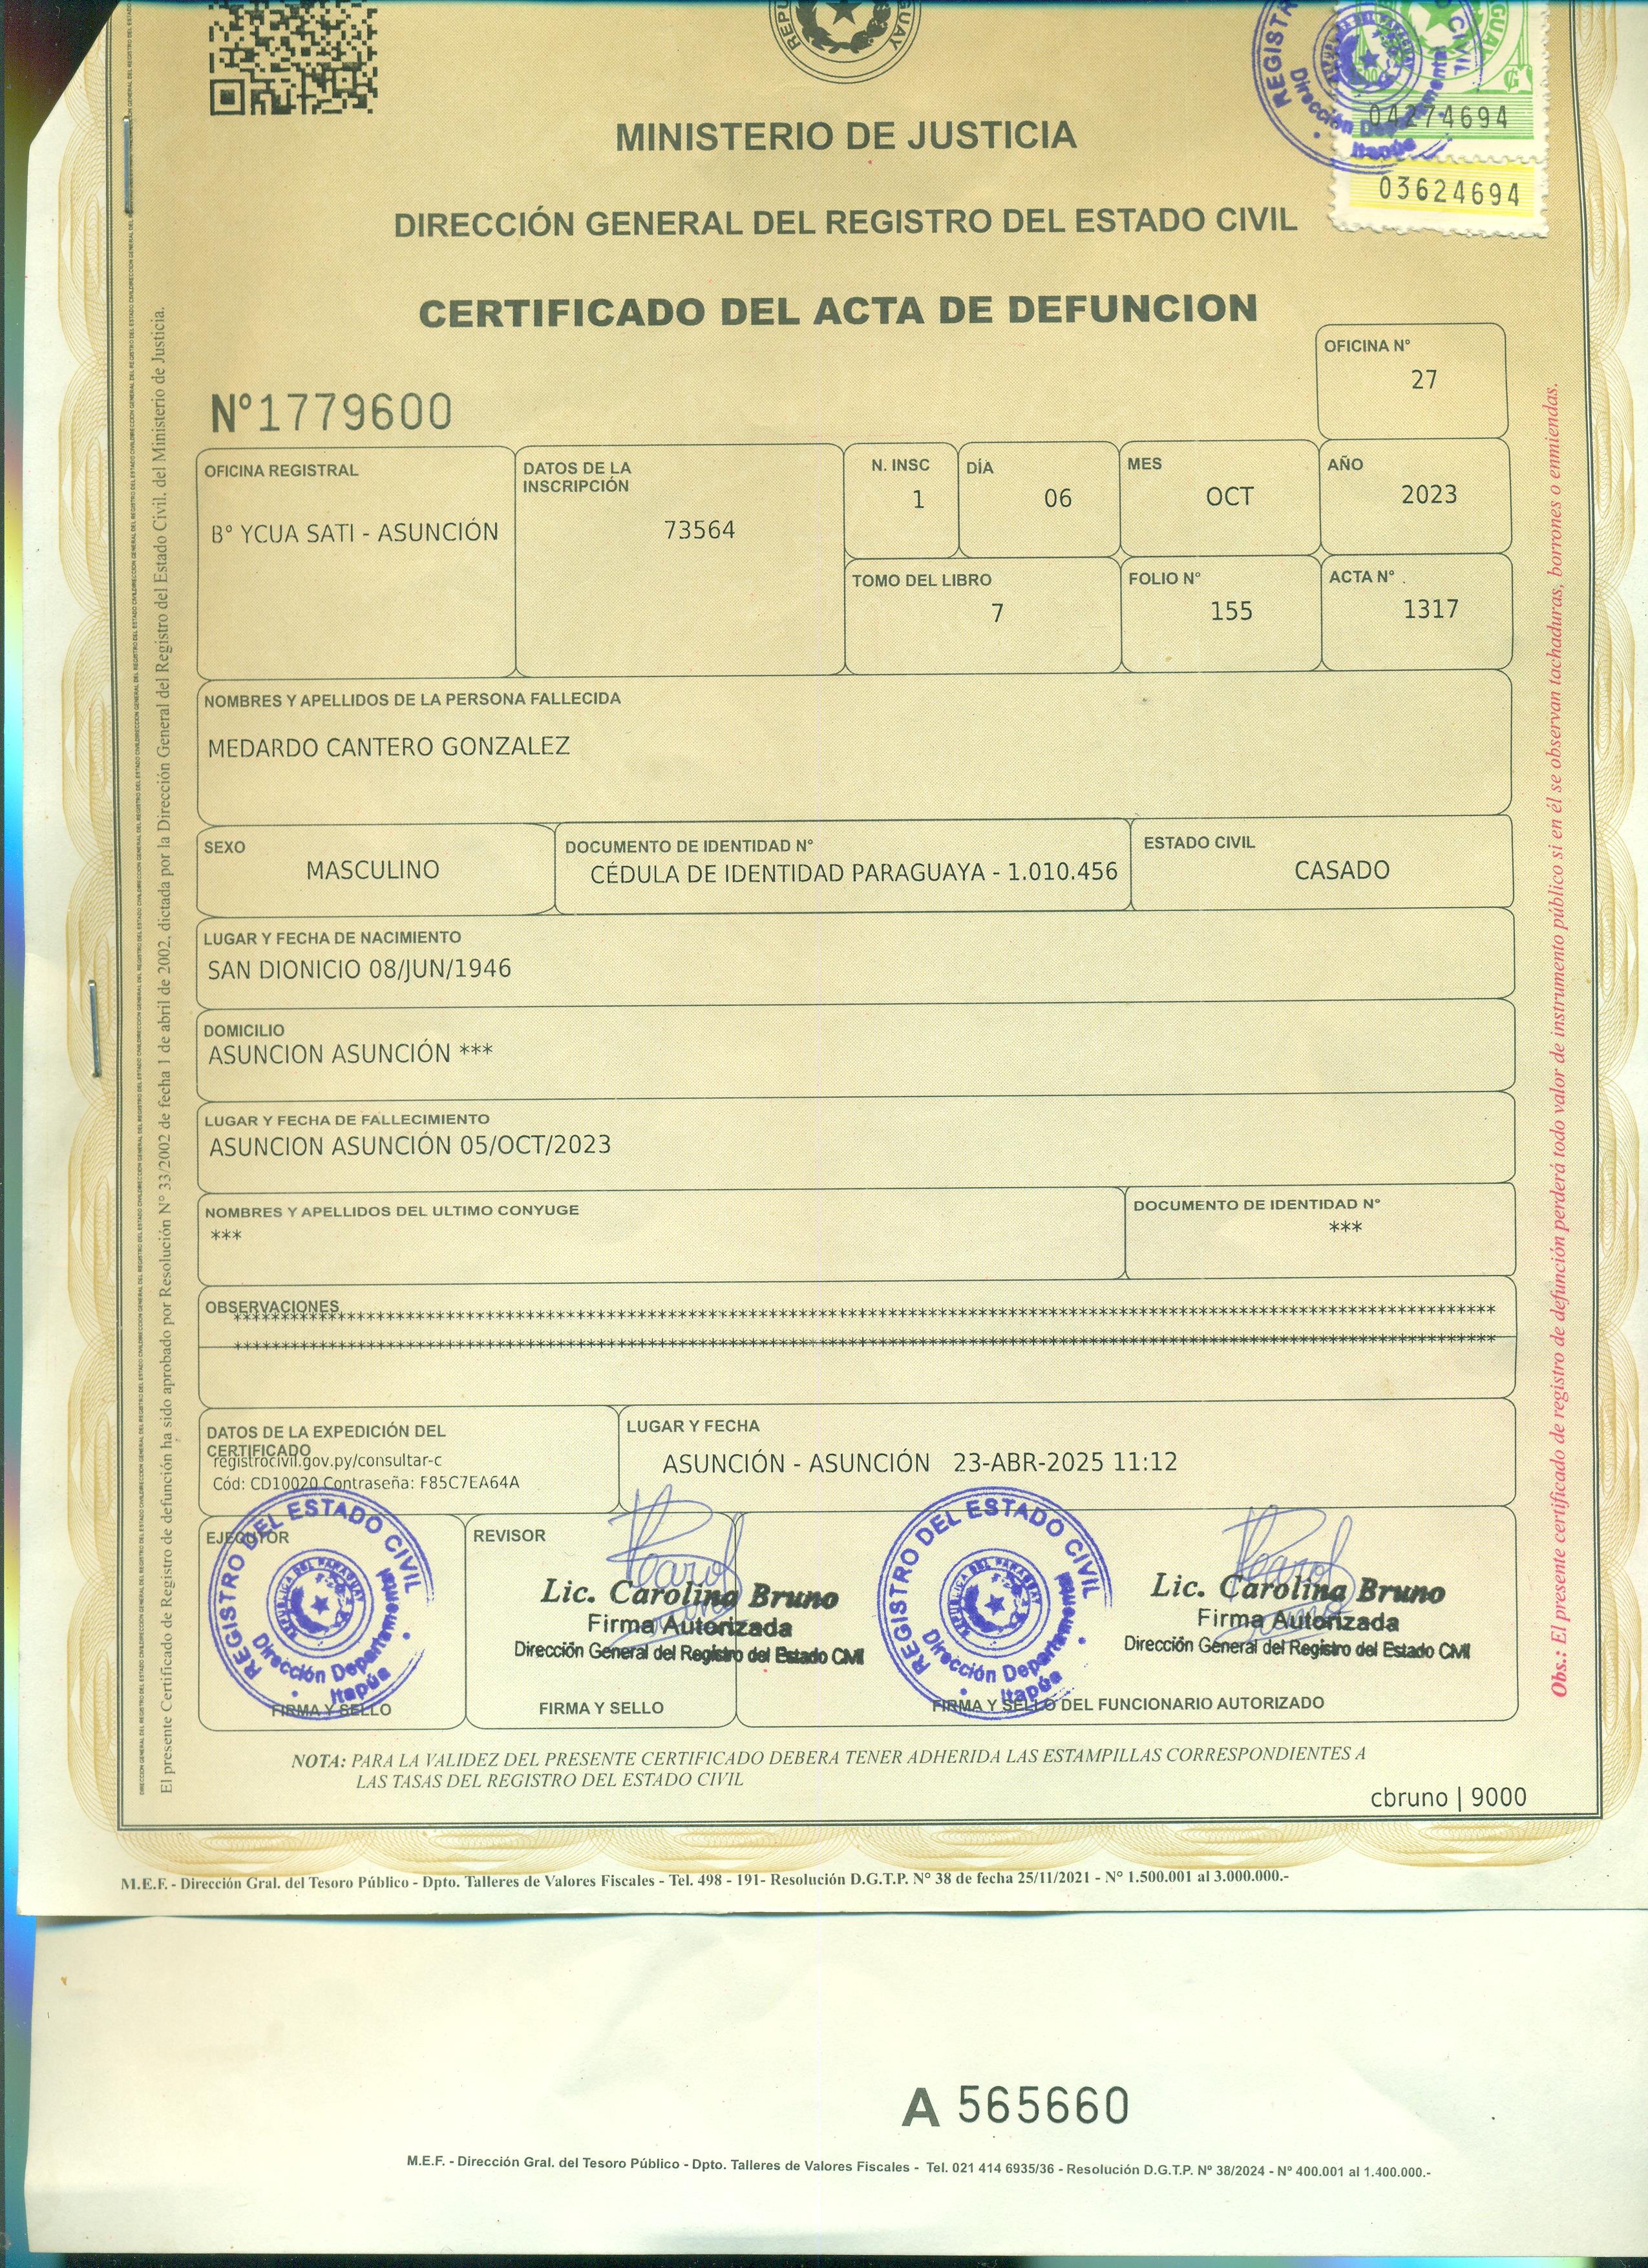 MINISTERIO DE JUSTICIA
DIRECCIÓN GENERAL DEL REGISTRO DEL ESTADO CIVIL
04274694
03624694
CERTIFICADO DEL ACTA DE DEFUNCION
OFICINA N°
27
N°1779600
OFICINA REGISTRAL
B° YCUA SATI - ASUNCIÓN
DATOS DE LA
INSCRIPCIÓN
73564
N. INSC
1
DÍA
06
MES
OCT
AÑO
2023
TOMO DEL LIBRO
7
FOLIO N°
155
ACTA N° .
1317
NOMBRES Y APELLIDOS DE LA PERSONA FALLECIDA
MEDARDO CANTERO GONZALEZ
SEXO
MASCULINO
DOCUMENTO DE IDENTIDAD N°
CÉDULA DE IDENTIDAD PARAGUAYA - 1.010.456
ESTADO CIVIL
CASADO
LUGAR Y FECHA DE NACIMIENTO
SAN DIONICIO 08/JUN/1946
DOMICILIO
ASUNCION ASUNCIÓN ***
LUGAR Y FECHA DE FALLECIMIENTO
ASUNCION ASUNCIÓN 05/OCT/2023
NOMBRES Y APELLIDOS DEL ULTIMO CONYUGE
***
DOCUMENTO DE IDENTIDAD N°
***
OBSERVACIONES
DATOS DE LA EXPEDICIÓN DEL
CERTIFICADO
registrocivil.gov.py/consultar-c
Cód: CD10020 Contraseña: F85C7EA64A
LUGAR Y FECHA
ASUNCIÓN - ASUNCIÓN 23-ABR-2025 11:12
EJECUTOR
REGISTRO DEL ESTADO CIVIL
REPUBLICA DEL PARAGUAY
Dirección Departamental
Itapúa
FIRMA Y SELLO
REVISOR
Lic. Carolina Bruno
Firma Autorizada
Dirección General del Registro del Estado Civil
FIRMA Y SELLO
REGISTRO DEL ESTADO CIVIL
REPUBLICA DEL PARAGUAY
Dirección Departamental
Itapúa
Lic. Carolina Bruno
Firma Autorizada
Dirección General del Registro del Estado Civil
FIRMA Y SELLO DEL FUNCIONARIO AUTORIZADO
NOTA: PARA LA VALIDEZ DEL PRESENTE CERTIFICADO DEBERA TENER ADHERIDA LAS ESTAMPILLAS CORRESPONDIENTES A
LAS TASAS DEL REGISTRO DEL ESTADO CIVIL
cbruno | 9000
El presente Certificado de Registro de defunción ha sido aprobado por Resolución N° 33/2002 de fecha 1 de abril de 2002, dictada por la Dirección General del Registro del Estado Civil, del Ministerio de Justicia.
Obs.: El presente certificado de registro de defunción perderá todo valor de instrumento público si en él se observan tachaduras, borrones o enmiendas.
M.E.F. - Dirección Gral. del Tesoro Público - Dpto. Talleres de Valores Fiscales - Tel. 498 - 191- Resolución D.G.T.P. N° 38 de fecha 25/11/2021 - N° 1.500.001 al 3.000.000.-
A 565660
M.E.F. - Dirección Gral. del Tesoro Público - Dpto. Talleres de Valores Fiscales - Tel. 021 414 6935/36 - Resolución D.G.T.P. Nº 38/2024 - Nº 400.001 al 1.400.000.-